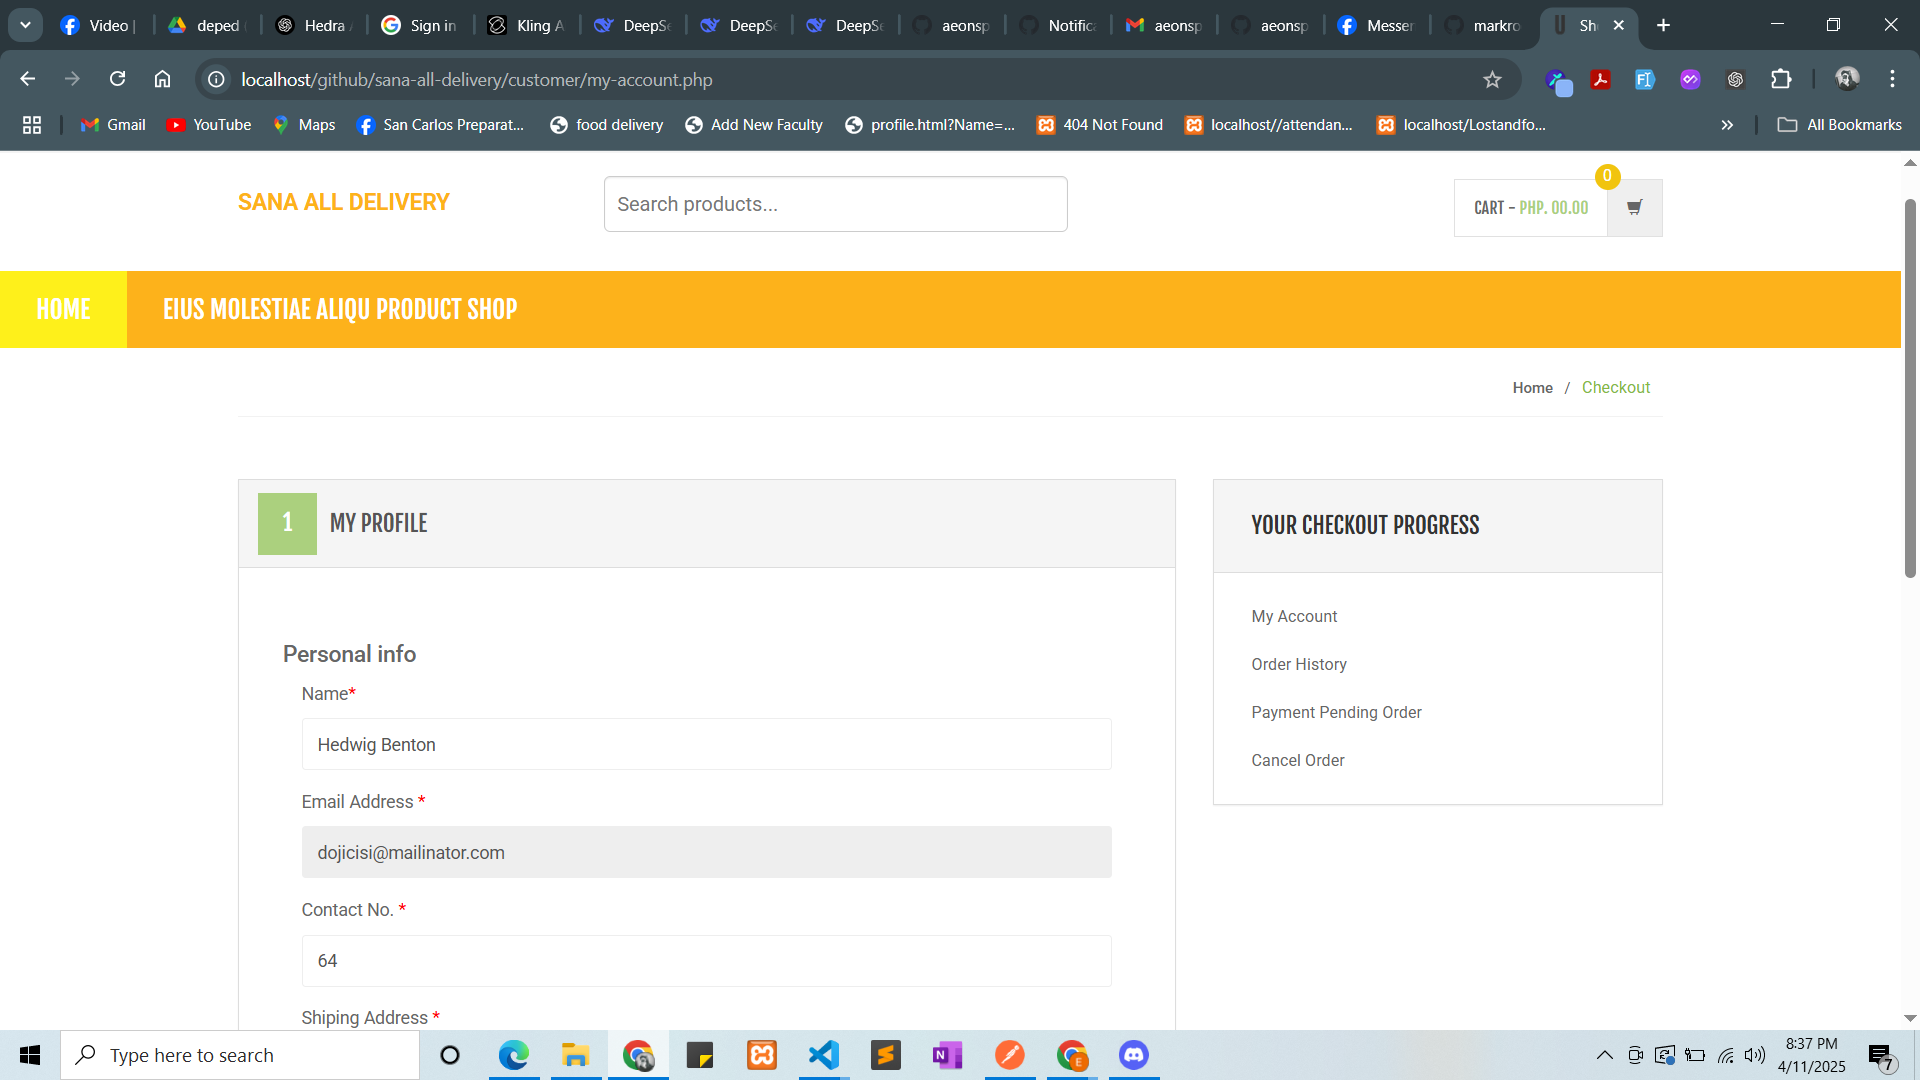 Video |
deped
Hedra
Sign in
Kling A
DeepSe
DeepSe
DeepSe
aeonsp
Notifica
aeonsp
aeonsp
Messer
markro
Sh
localhost/github/sana-all-delivery/customer/my-account.php
Gmail
YouTube
Maps
San Carlos Preparat...
food delivery
Add New Faculty
profile.html?Name=...
404 Not Found
localhost//attendan...
localhost/Lostandfo...
All Bookmarks
SANA ALL DELIVERY
Search products...
CART - PHP. 00.00
0
HOME
EIUS MOLESTIAE ALIQU PRODUCT SHOP
Home / Checkout
1 MY PROFILE
Personal info
Name*
Hedwig Benton
Email Address *
dojicisi@mailinator.com
Contact No. *
64
Shiping Address *
YOUR CHECKOUT PROGRESS
My Account
Order History
Payment Pending Order
Cancel Order
Type here to search
8:37 PM
4/11/2025
7